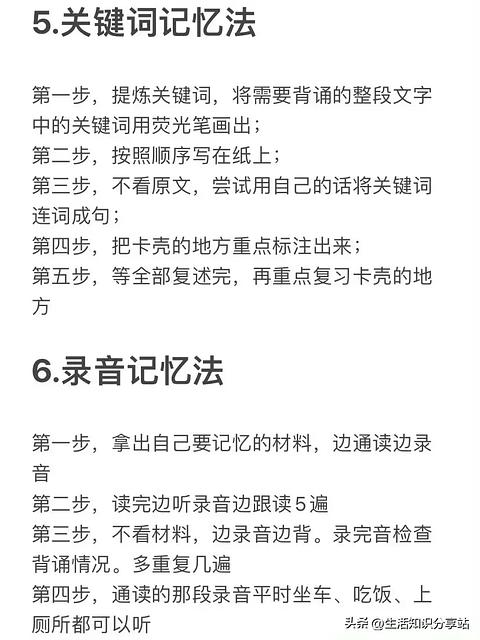 5.关键词记忆法
第一步，提炼关键词，将需要背诵的整段文字
中的关键词用荧光笔画出；
第二步，按照顺序写在纸上；
第三步，不看原文，尝试用自己的话将关键词
连词成句；
第四步，把卡壳的地方重点标注出来；
第五步，等全部复述完，再重点复习卡壳的地
方
6.录音记忆法
第一步，拿出自己要记忆的材料，边通读边录
音
第二步，读完边听录音边跟读5遍
第三步，不看材料，边录音边背。录完音检查
背诵情况。多重复几遍
第四步，通读的那段录音平时坐车、吃饭、上
厕所都可以听
头条 @生活知识分享站